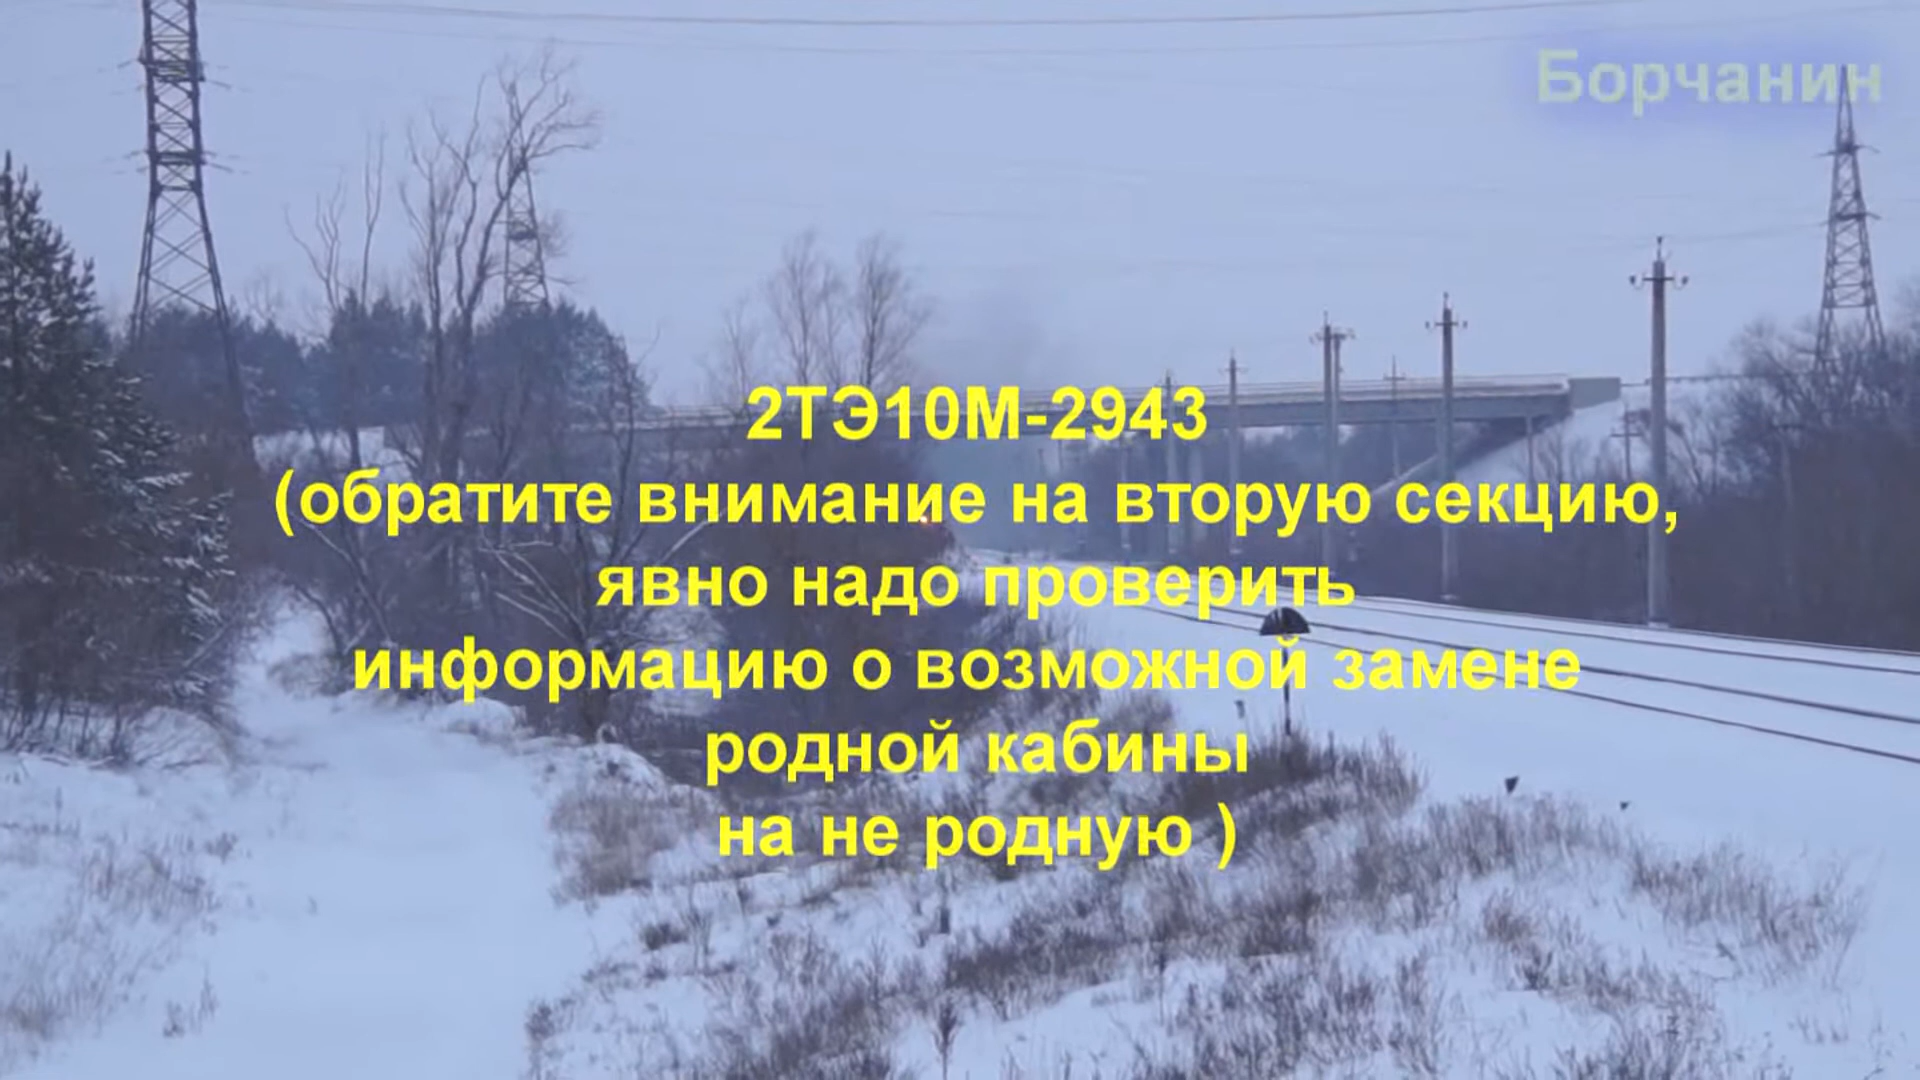 Борчанин
2ТЭ10М-2943
(обратите внимание на вторую секцию,
явно надо проверить
информацию о возможной замене
родной кабины
на не родную )